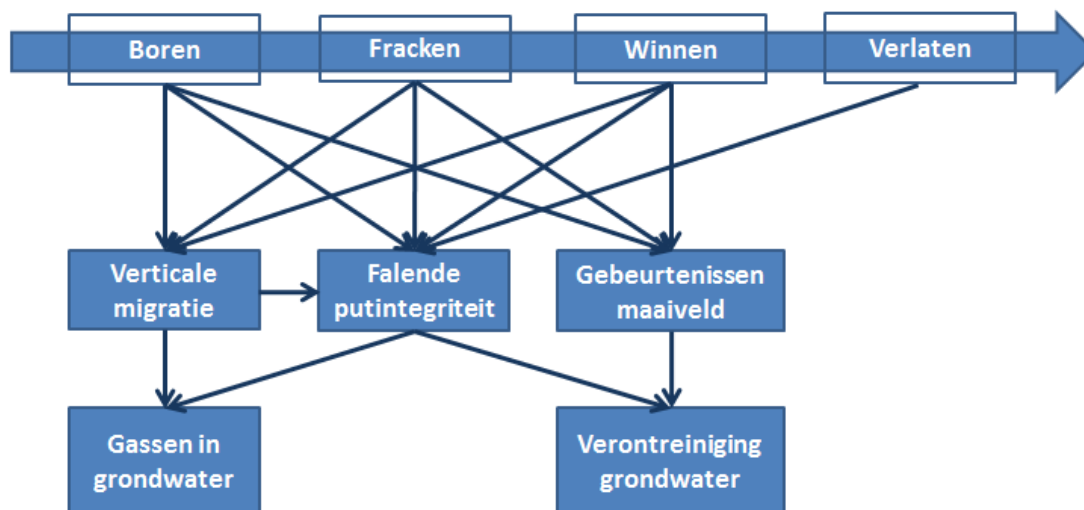 Boren
Fracken
Winnen
Verlaten
Verticale
migratie
Falende
putintegriteit
Gebeurtenissen
maaiveld
Gassen in
grondwater
Verontreiniging
grondwater